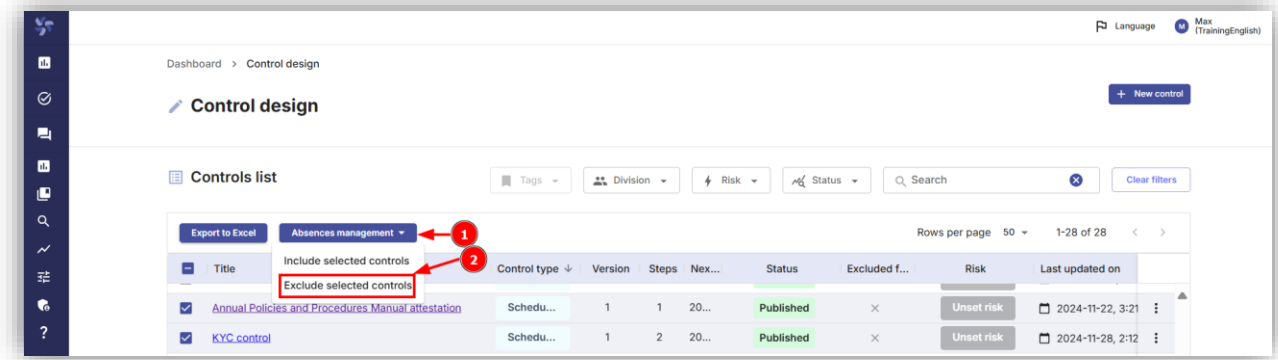 Language
M
Max
(TrainingEnglish)
Dashboard > Control design
Control design
+ New control
Controls list
Tags
Division
Risk
Status
Search
Clear filters
Export to Excel
Absences management
1
Rows per page 50
1-28 of 28
Include selected controls
2
Exclude selected controls
Title
Control type
Version
Steps
Nex...
Status
Excluded f...
Risk
Last updated on
Annual Policies and Procedures Manual attestation
Schedu...
1
1
20...
Published
Unset risk
2024-11-22, 3:21
KYC control
Schedu...
1
2
20...
Published
Unset risk
2024-11-28, 2:12
?